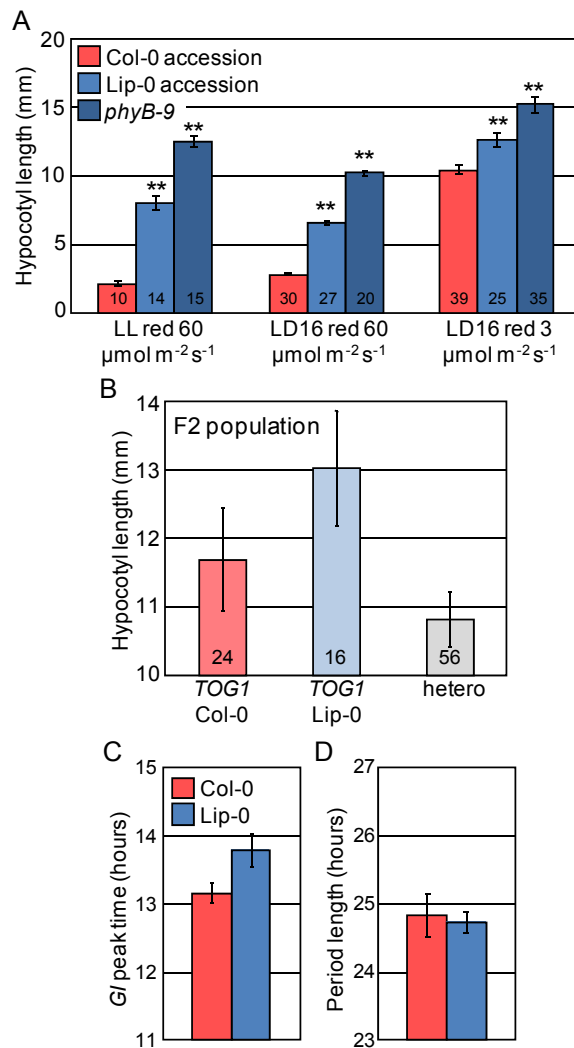 A
Hypocotyl length (mm)
20
15
10
5
0
Col-0 accession
Lip-0 accession
phyB-9
**
**
**
**
**
**
10
14
15
30
27
20
39
25
35
LL red 60
µmol m-2 s-1
LD16 red 60
µmol m-2 s-1
LD16 red 3
µmol m-2 s-1
B
Hypocotyl length (mm)
14
13
12
11
10
F2 population
24
16
56
TOG1
Col-0
TOG1
Lip-0
hetero
C
GI peak time (hours)
15
14
13
12
11
Col-0
Lip-0
D
Period length (hours)
27
26
25
24
23